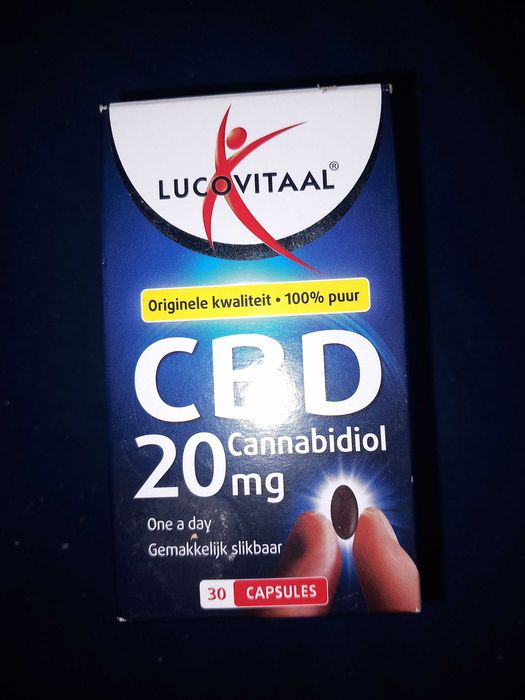 LUCOVITAAL®
Originele kwaliteit • 100% puur
CBD
20 mg
Cannabidiol
One a day
Gemakkelijk slikbaar
30 CAPSULES